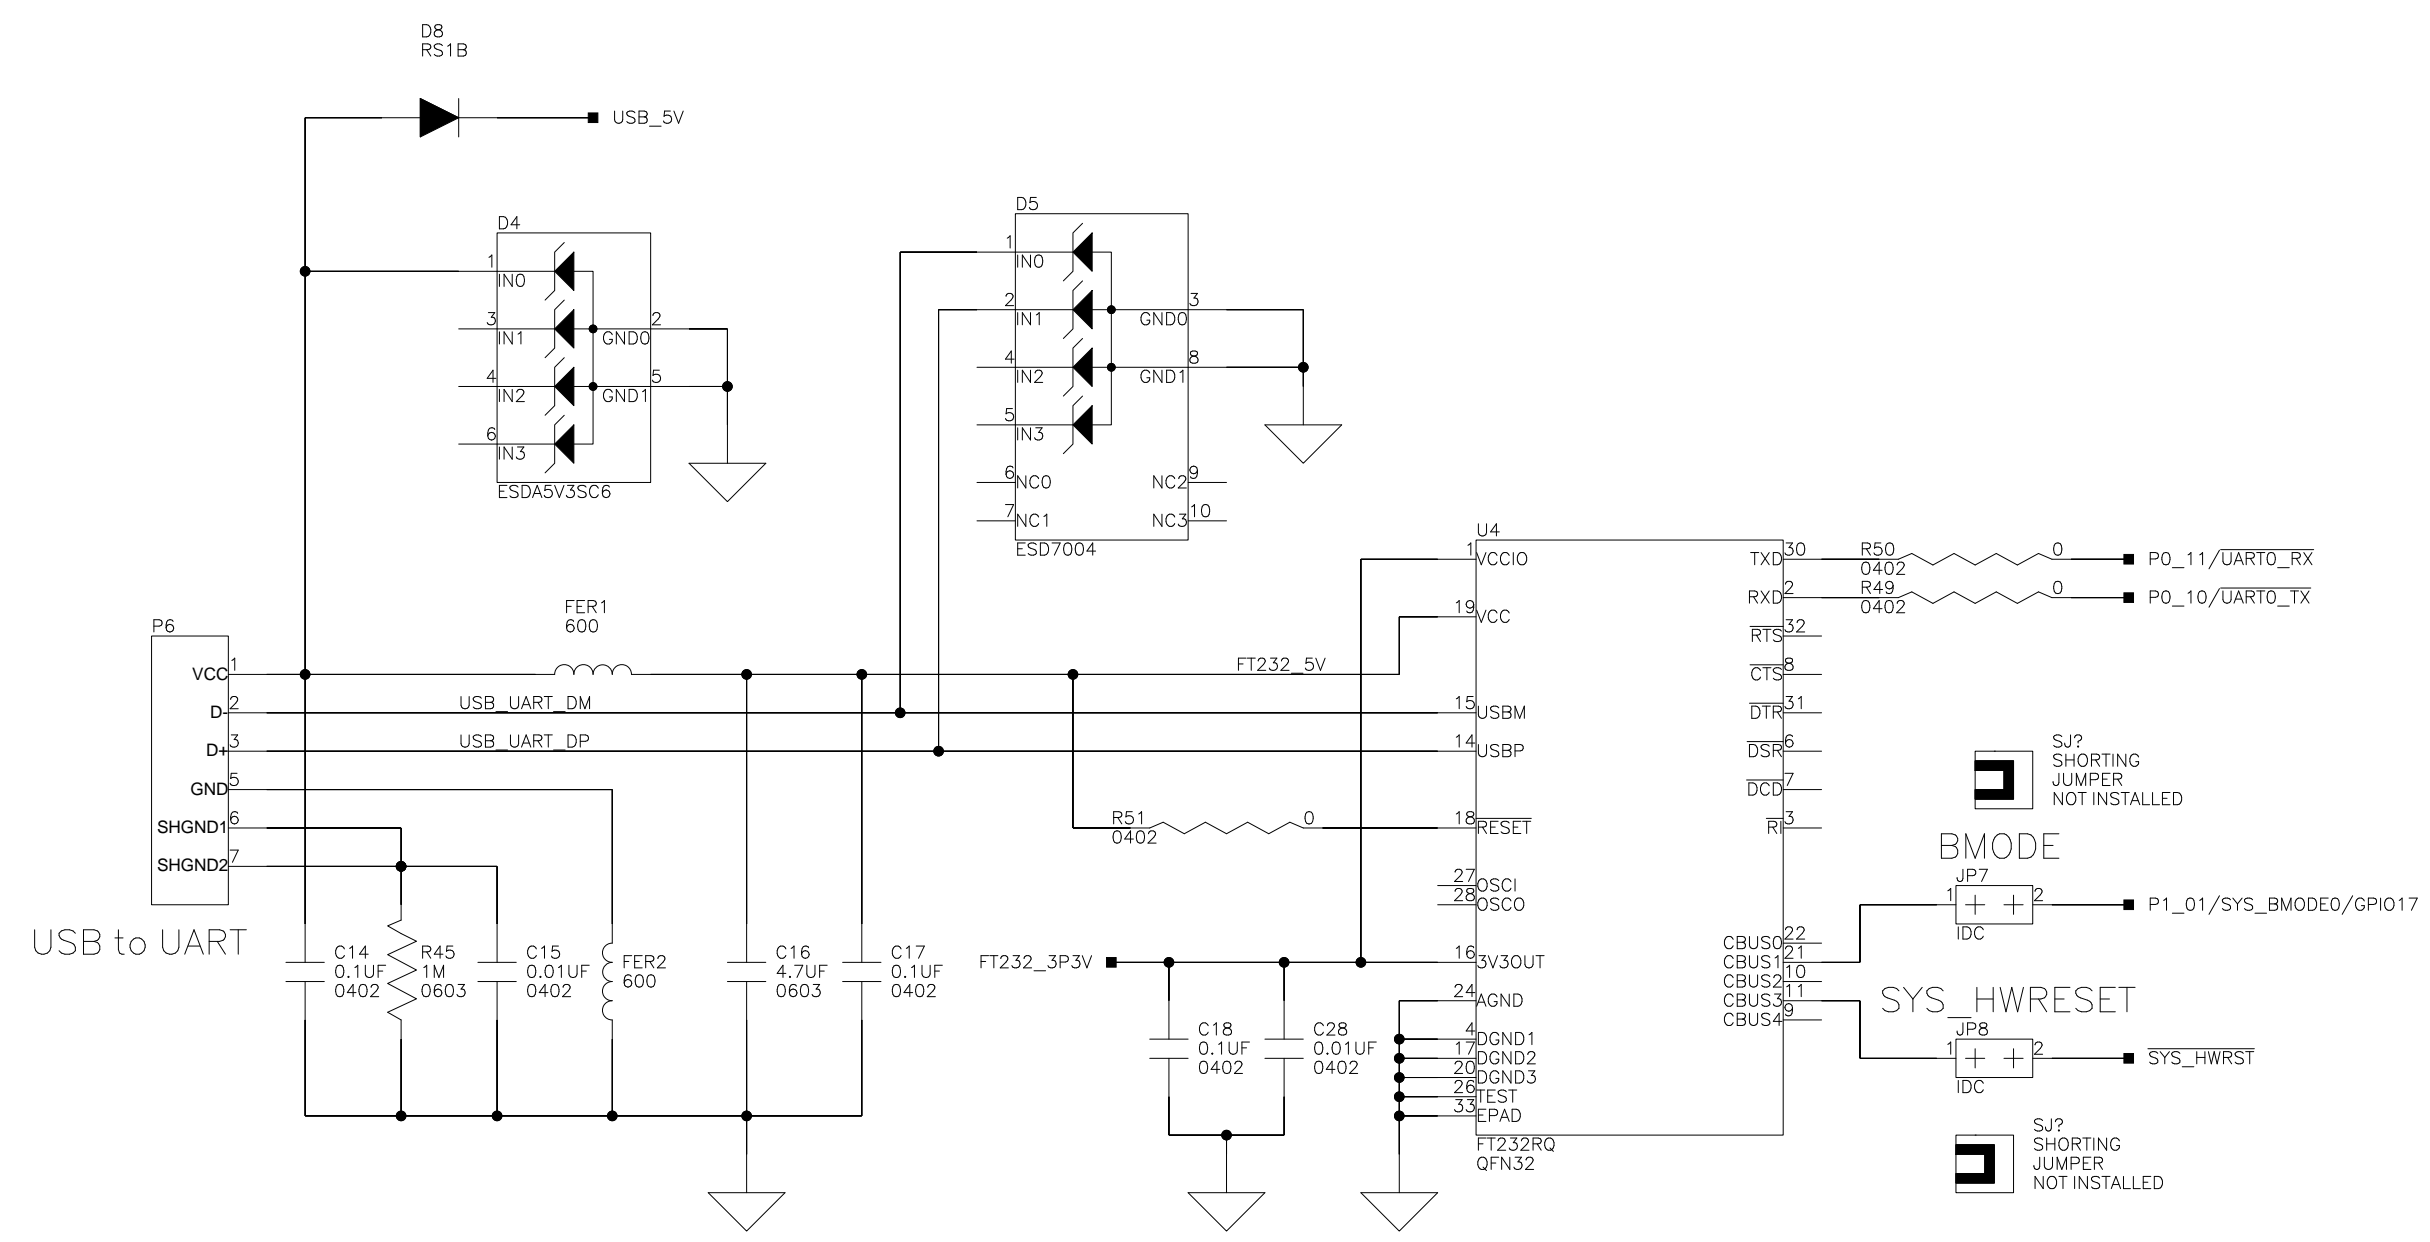 D8
RS1B
USB_5V
D4
1
IN0
3
IN1
4
IN2
6
IN3
2
GND0
5
GND1
ESDA5V3SC6
D5
1
IN0
2
IN1
4
IN2
5
IN3
6
NC0
7
NC1
3
GND0
8
GND1
9
NC2
10
NC3
ESD7004
FER1
600
P6
VCC 1
D- 2
D+ 3
GND 5
SHGND1 6
SHGND2 7
USB to UART
FT232_5V
USB_UART_DM
USB_UART_DP
R51 0
0402
C14
0.1UF
0402
R45
1M
0603
C15
0.01UF
0402
FER2
600
C16
4.7UF
0603
C17
0.1UF
0402
FT232_3P3V
C18
0.1UF
0402
C28
0.01UF
0402
U4
1 VCCIO
19 VCC
15 USBM
14 USBP
18 RESET
27 OSCI
28 OSCO
16 3V3OUT
24 AGND
4 DGND1
17 DGND2
20 DGND3
26 TEST
33 EPAD
TXD 30
RXD 2
RTS 32
CTS 8
DTR 31
DSR 6
DCD 7
RI 3
CBUS0 22
CBUS1 21
CBUS2 10
CBUS3 11
CBUS4 9
FT232RQ
QFN32
R50 0
0402
P0_11/UART0_RX
R49 0
0402
P0_10/UART0_TX
SJ?
SHORTING
JUMPER
NOT INSTALLED
BMODE
JP7
1 2
IDC
P1_01/SYS_BMODE0/GPIO17
SYS_HWRESET
JP8
1 2
IDC
SYS_HWRST
SJ?
SHORTING
JUMPER
NOT INSTALLED